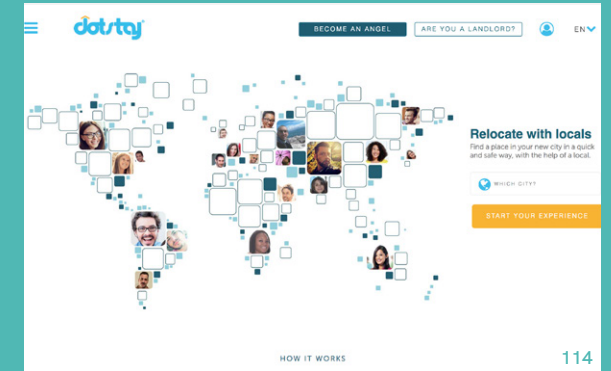 dotstay
BECOME AN ANGEL
ARE YOU A LANDLORD?
EN
Relocate with locals
Find a place in your new city in a quick
and safe way, with the help of a local.
WHICH CITY?
START YOUR EXPERIENCE
HOW IT WORKS
114